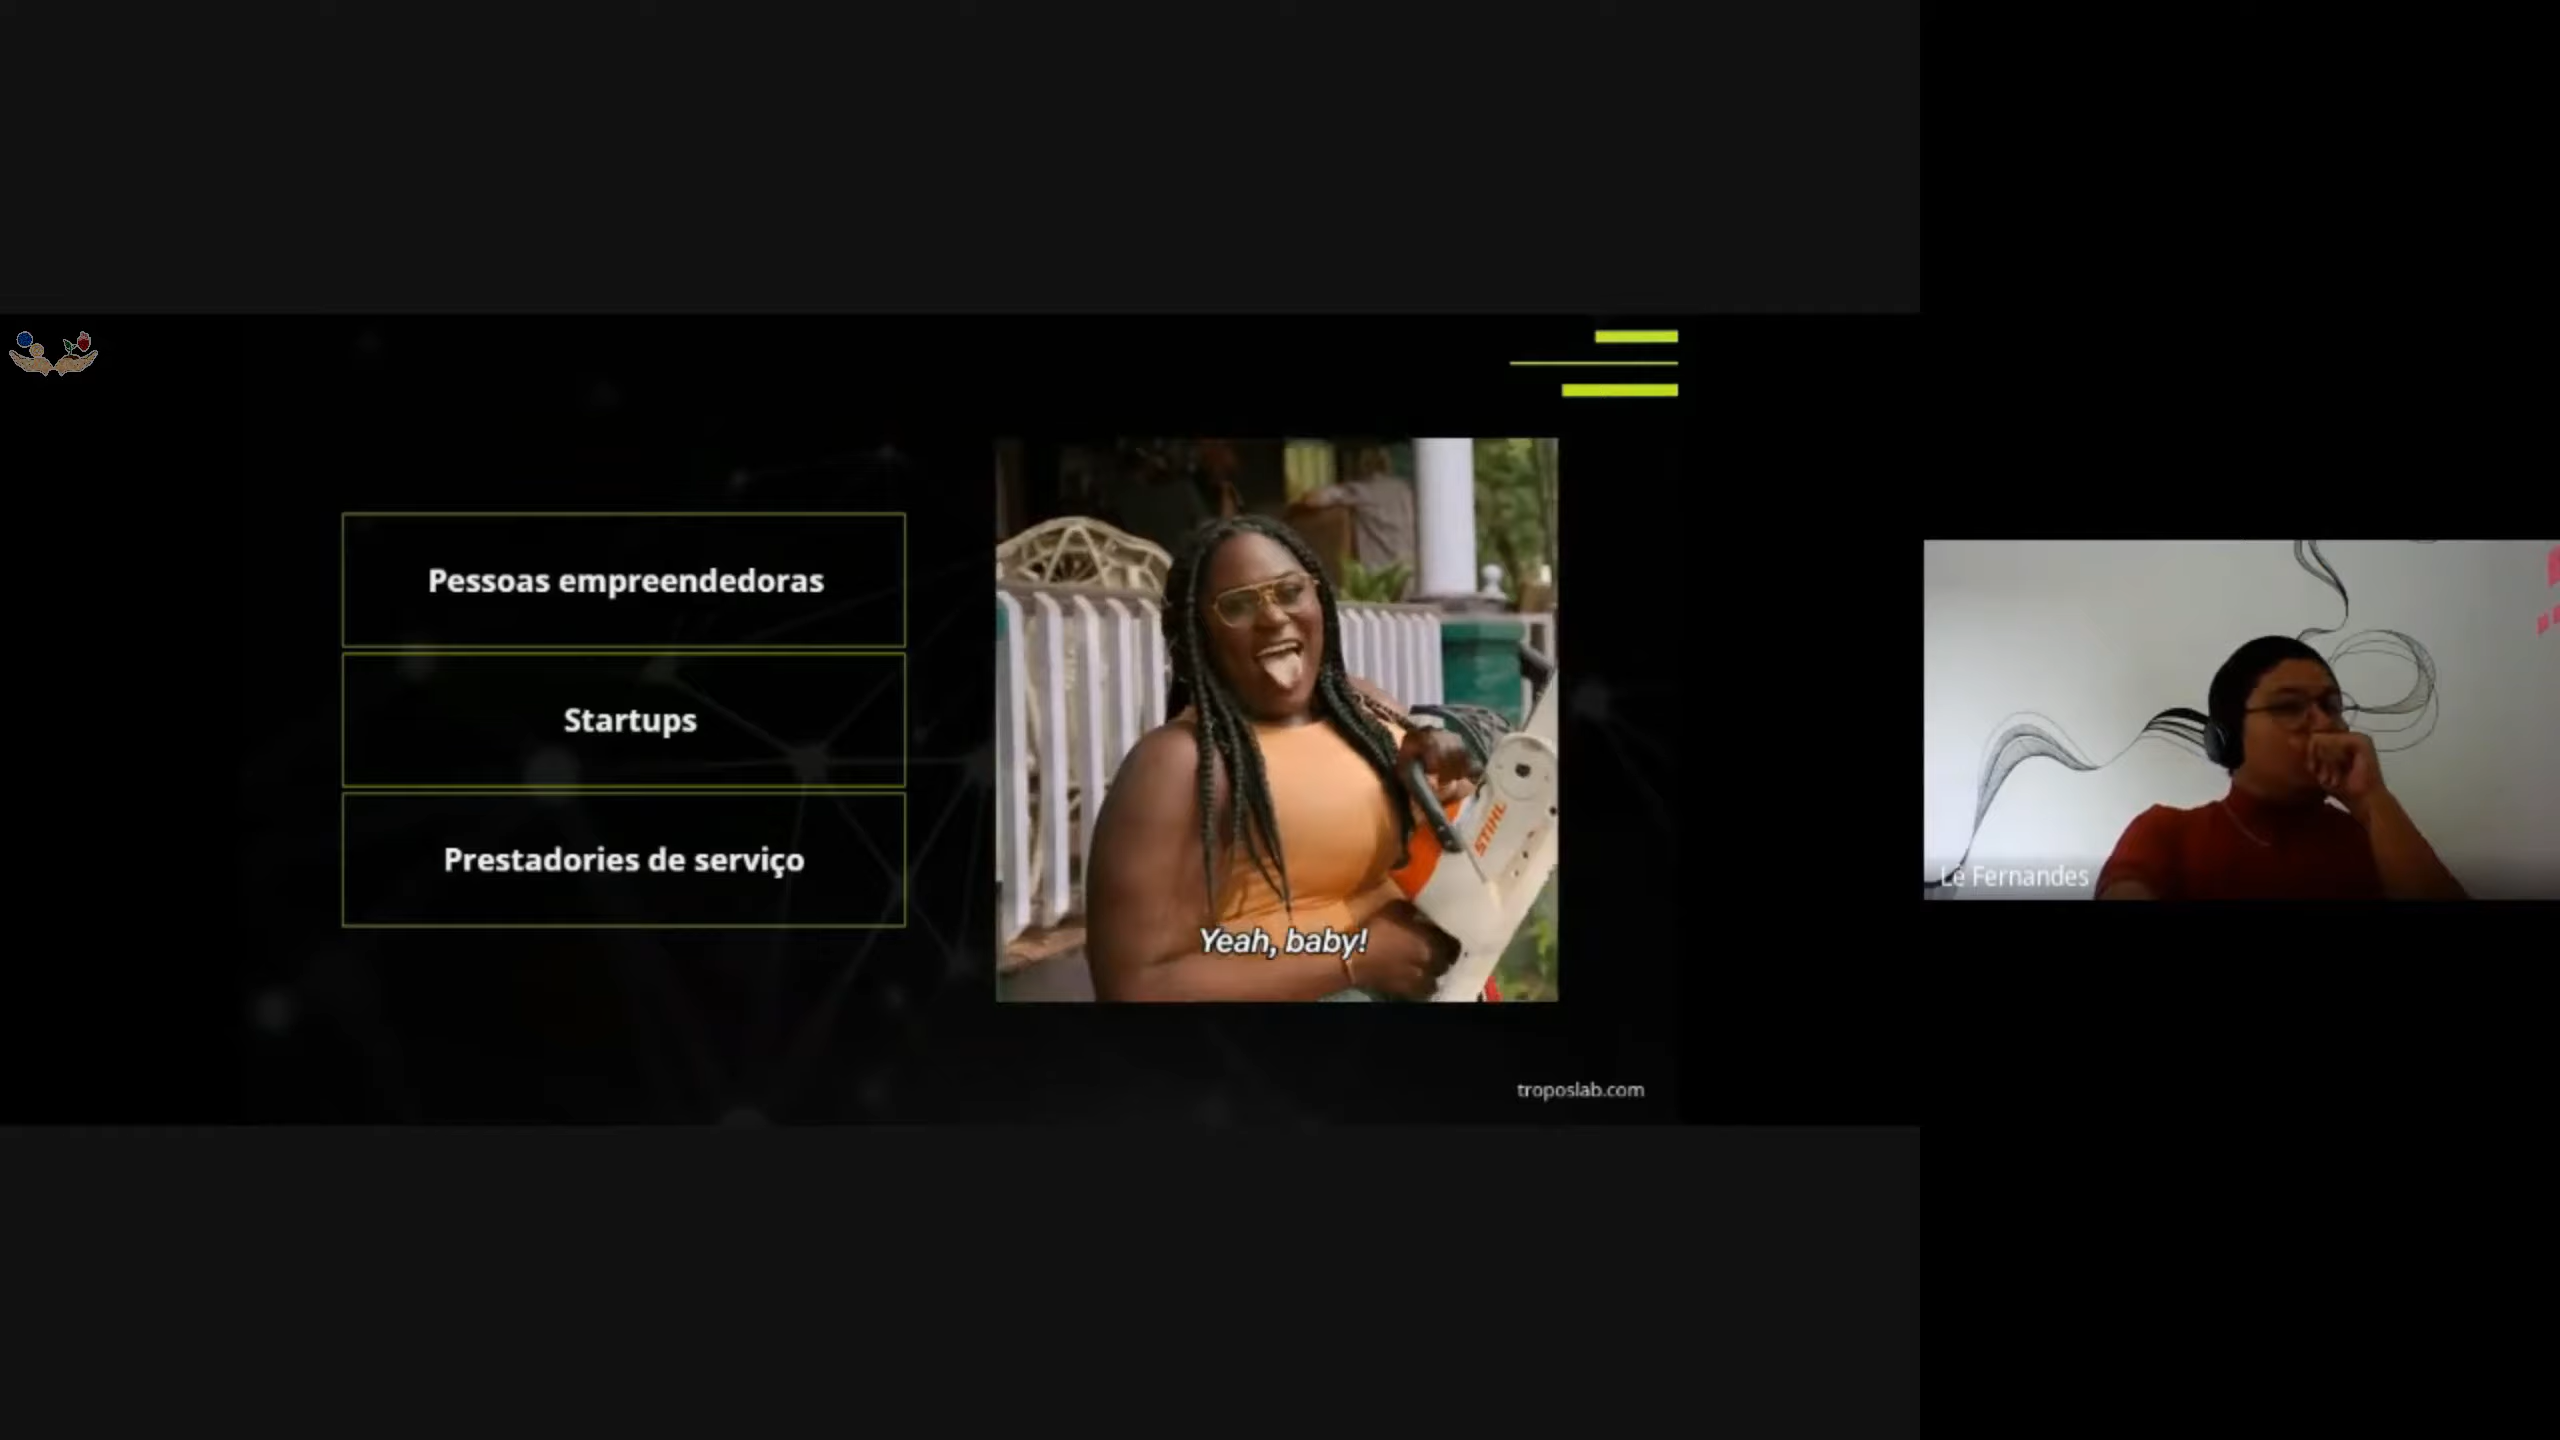 Pessoas empreendedoras
Startups
Prestadories de serviço
STIHL
Yeah, baby!
troposlab.com
Le Fernandes